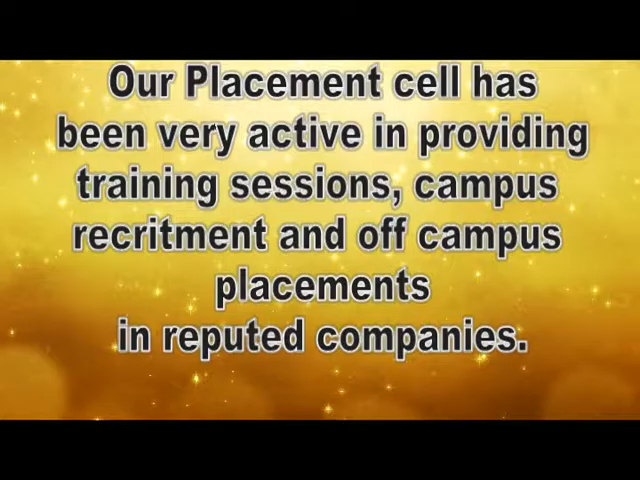 Our Placement cell has
been very active in providing
training sessions, campus
recritment and off campus
placements
in reputed companies.